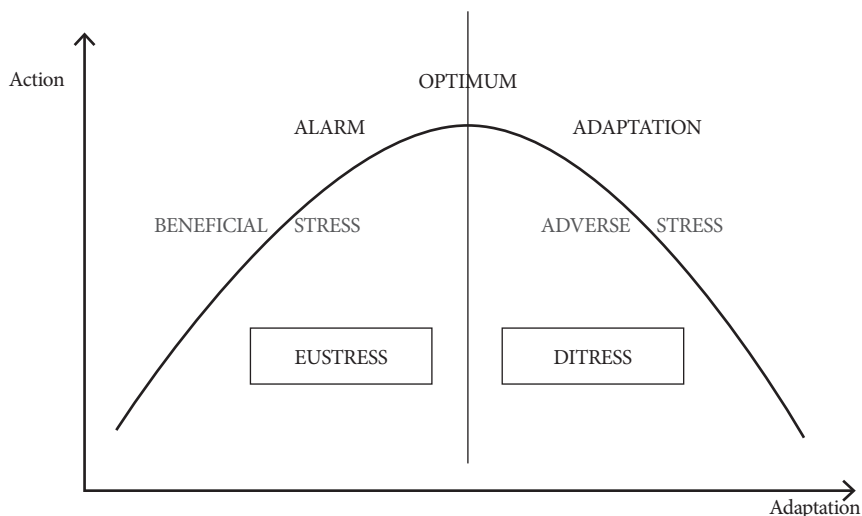 Action
OPTIMUM
ALARM
ADAPTATION
BENEFICIAL STRESS
ADVERSE STRESS
EUSTRESS
DITRESS
Adaptation